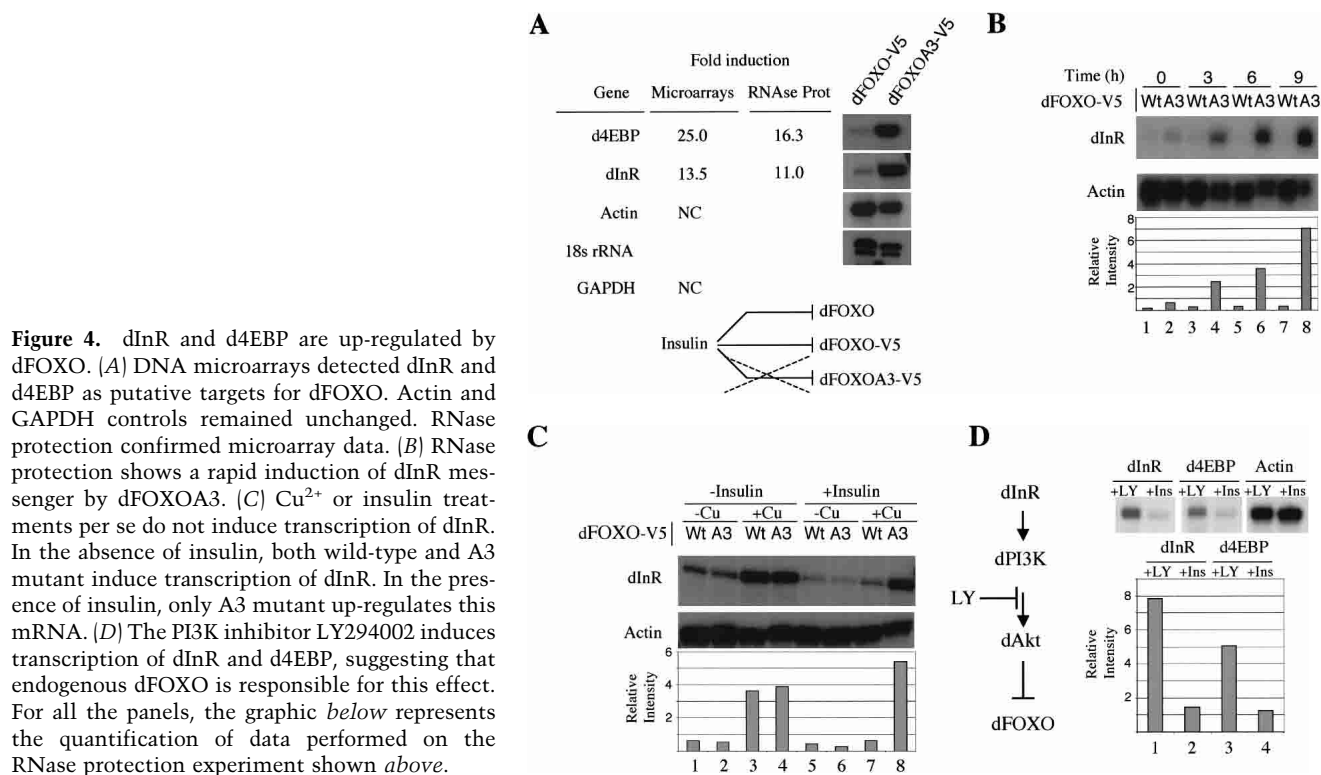 Figure 4. dInR and d4EBP are up-regulated by
dFOXO. (A) DNA microarrays detected dInR and
d4EBP as putative targets for dFOXO. Actin and
GAPDH controls remained unchanged. RNase
protection confirmed microarray data. (B) RNase
protection shows a rapid induction of dInR mes-
senger by dFOXOA3. (C) Cu2+ or insulin treat-
ments per se do not induce transcription of dInR.
In the absence of insulin, both wild-type and A3
mutant induce transcription of dInR. In the pres-
ence of insulin, only A3 mutant up-regulates this
mRNA. (D) The PI3K inhibitor LY294002 induces
transcription of dInR and d4EBP, suggesting that
endogenous dFOXO is responsible for this effect.
For all the panels, the graphic below represents
the quantification of data performed on the
RNase protection experiment shown above.
A
Fold induction
Gene Microarrays RNAse Prot dFOXO-V5 dFOXOA3-V5
d4EBP 25.0 16.3
dInR 13.5 11.0
Actin NC
18s rRNA
GAPDH NC
dFOXO
Insulin dFOXO-V5
dFOXOA3-V5
B
Time (h) 0 3 6 9
dFOXO-V5 Wt A3 Wt A3 Wt A3 Wt A3
dInR
Actin
Relative
Intensity
8
6
4
2
1 2 3 4 5 6 7 8
C
-Insulin +Insulin
-Cu +Cu -Cu +Cu
dFOXO-V5 Wt A3 Wt A3 Wt A3 Wt A3
dInR
Actin
Relative
Intensity
6
4
2
1 2 3 4 5 6 7 8
D
dInR
dPI3K
LY
dAkt
dFOXO
dInR d4EBP Actin
+LY +Ins +LY +Ins +LY +Ins
dInR d4EBP
+LY +Ins +LY +Ins
Relative
Intensity
8
6
4
2
1 2 3 4